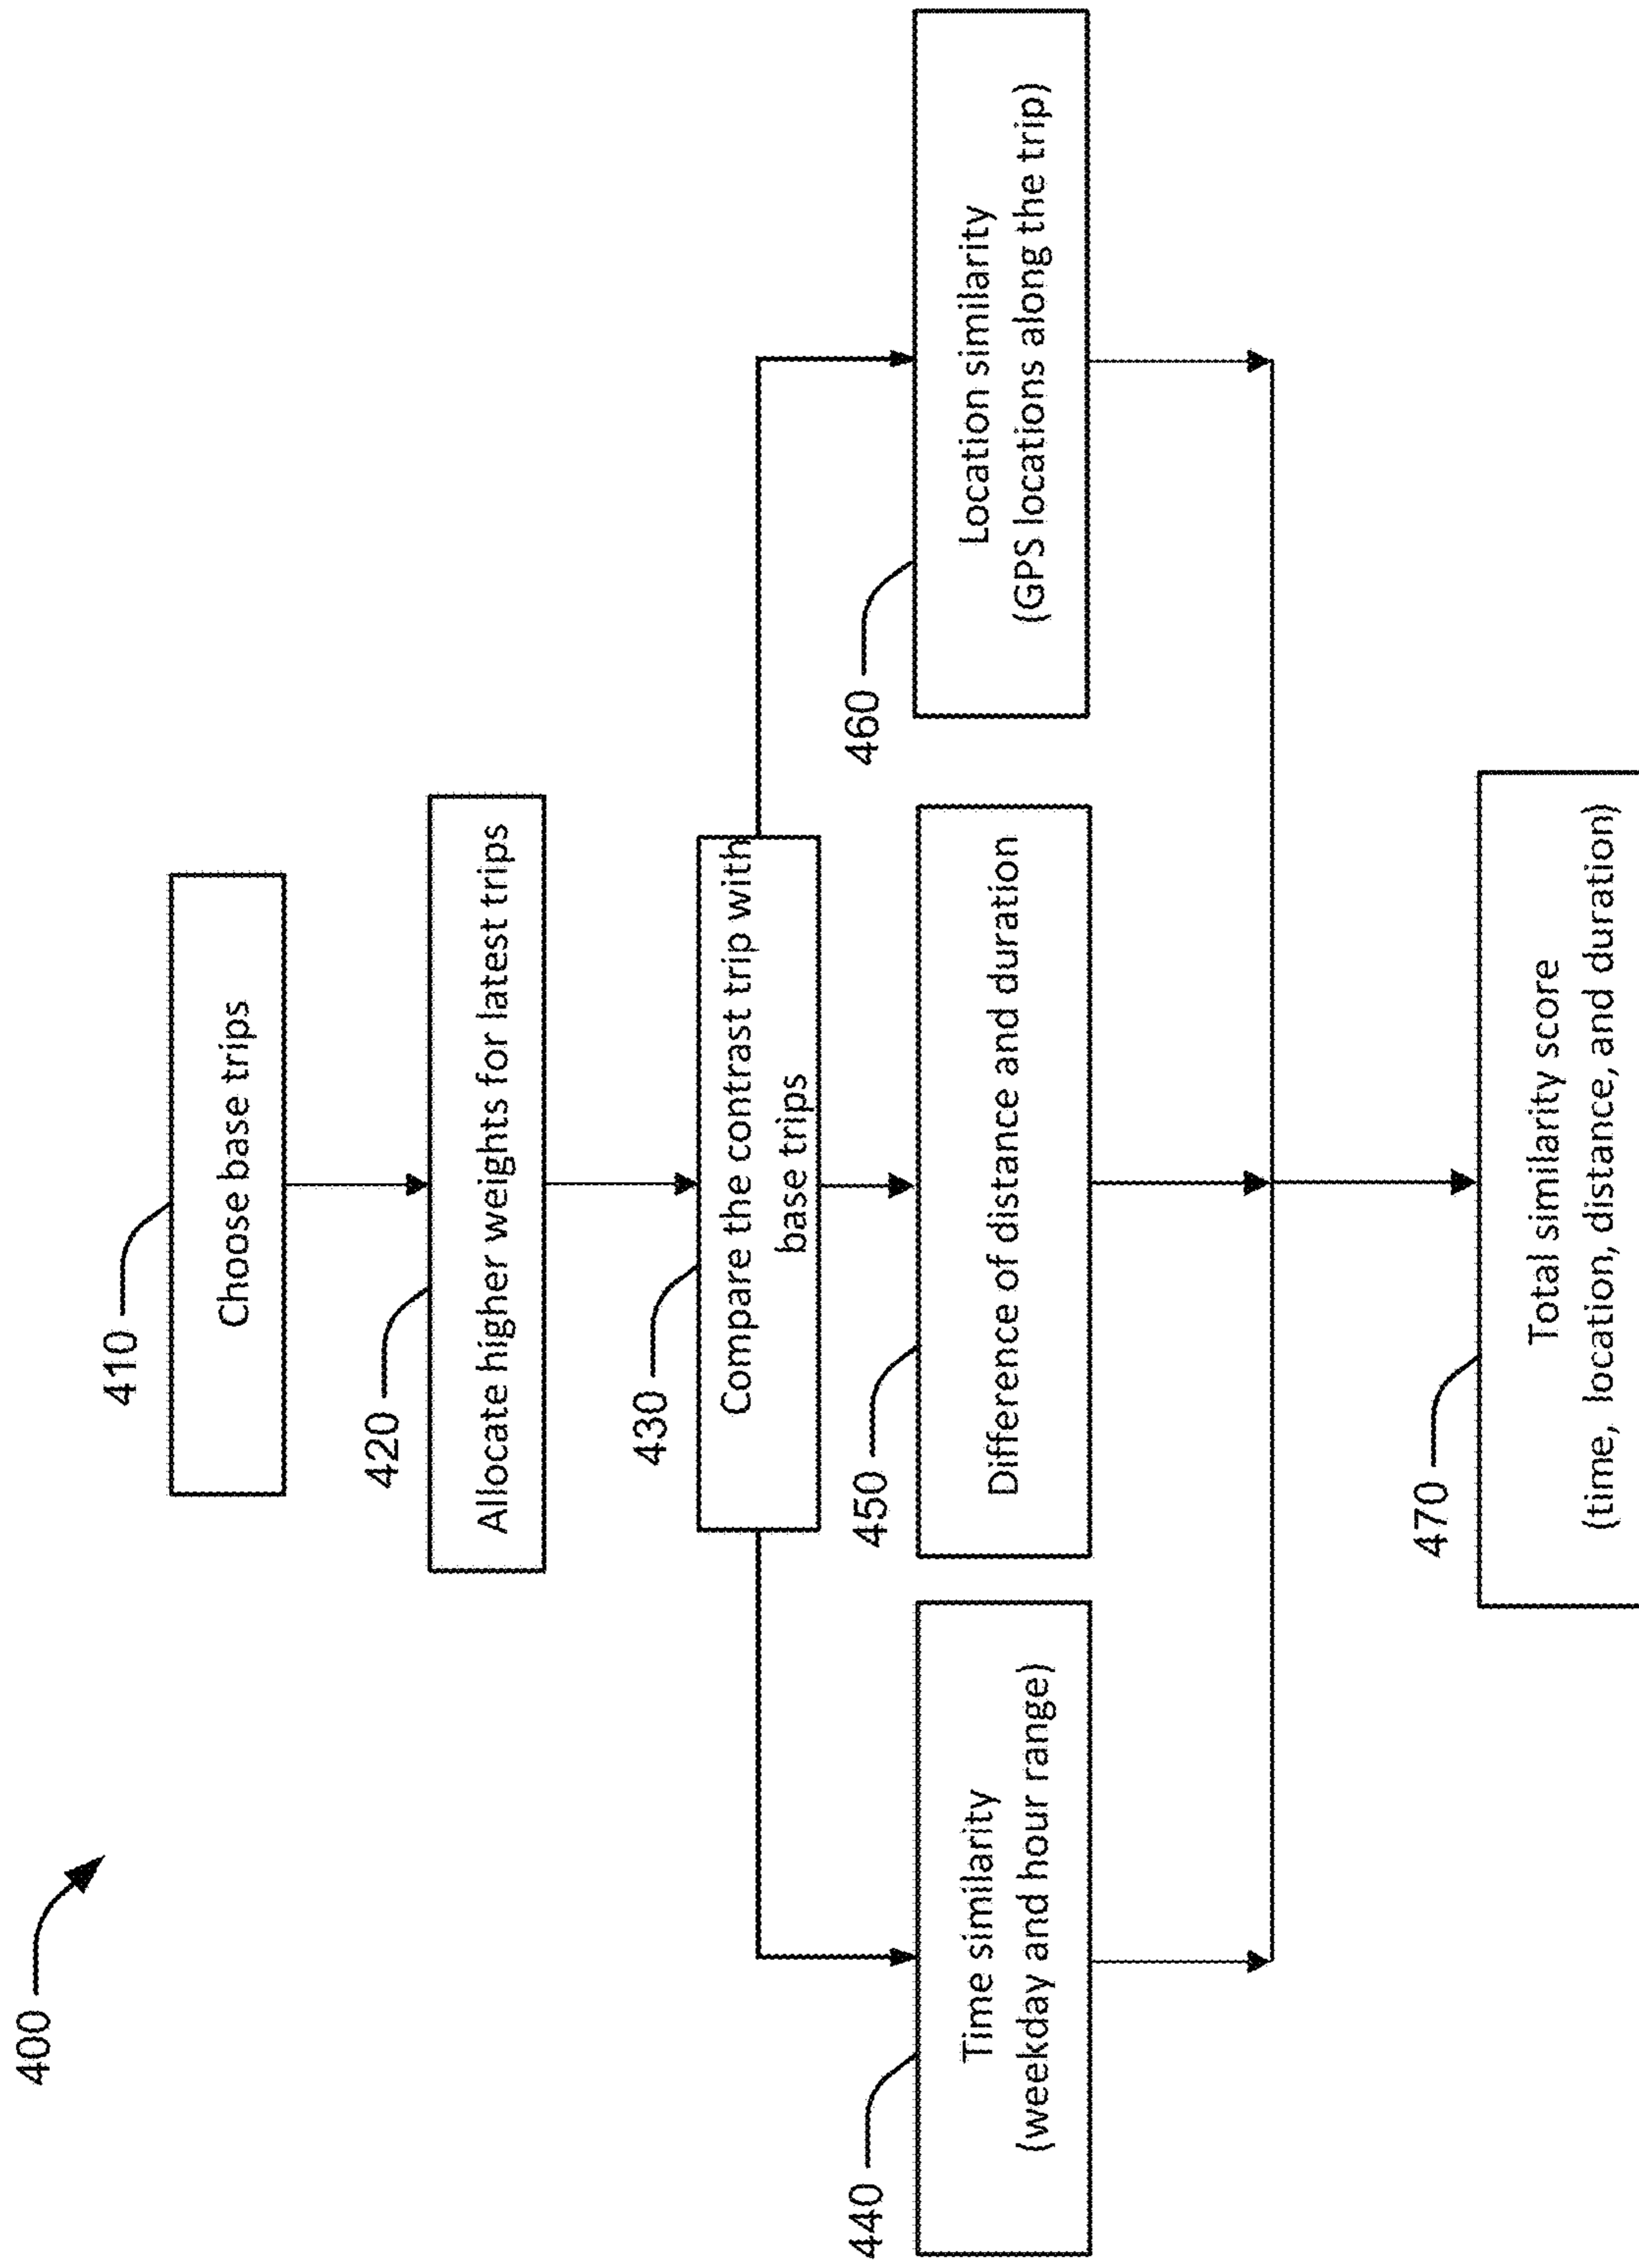 400
410
Choose base trips
420
Allocate higher weights for latest trips
430
Compare the contrast trip with
base trips
440
Time similarity
(weekday and hour range)
450
Difference of distance and duration
460
Location similarity
(GPS locations along the trip)
470
Total similarity score
(time, location, distance, and duration)